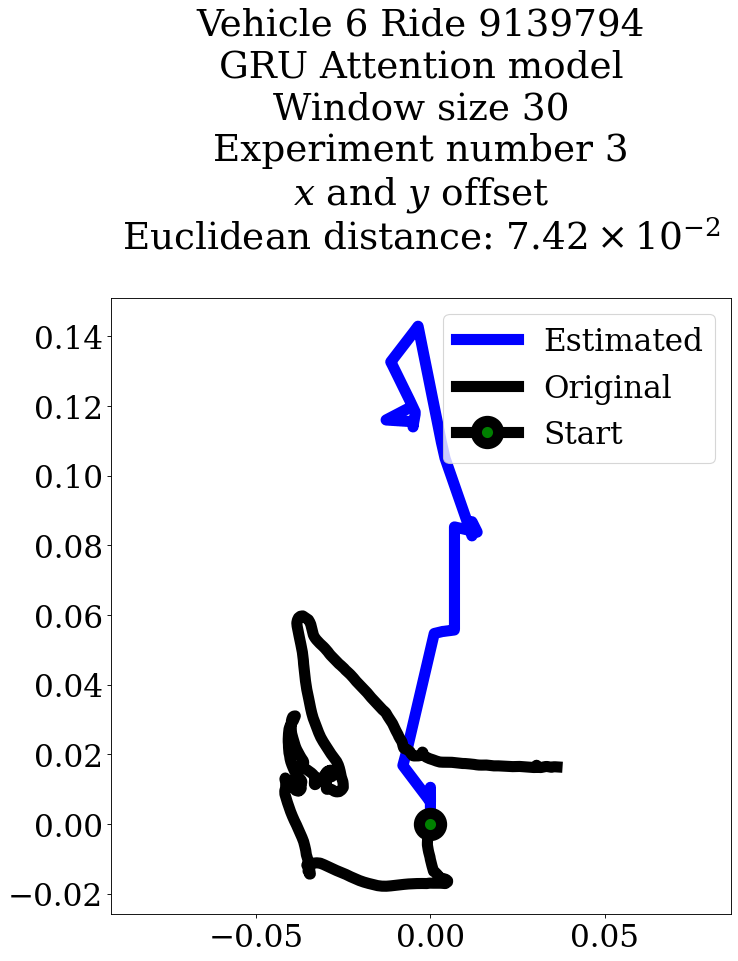 Vehicle 6 Ride 9139794
GRU Attention model
Window size 30
Experiment number 3
x and y offset
Euclidean distance: 7.42 × 10⁻²
Estimated
Original
Start
0.14
0.12
0.10
0.08
0.06
0.04
0.02
0.00
−0.02
−0.05 0.00 0.05